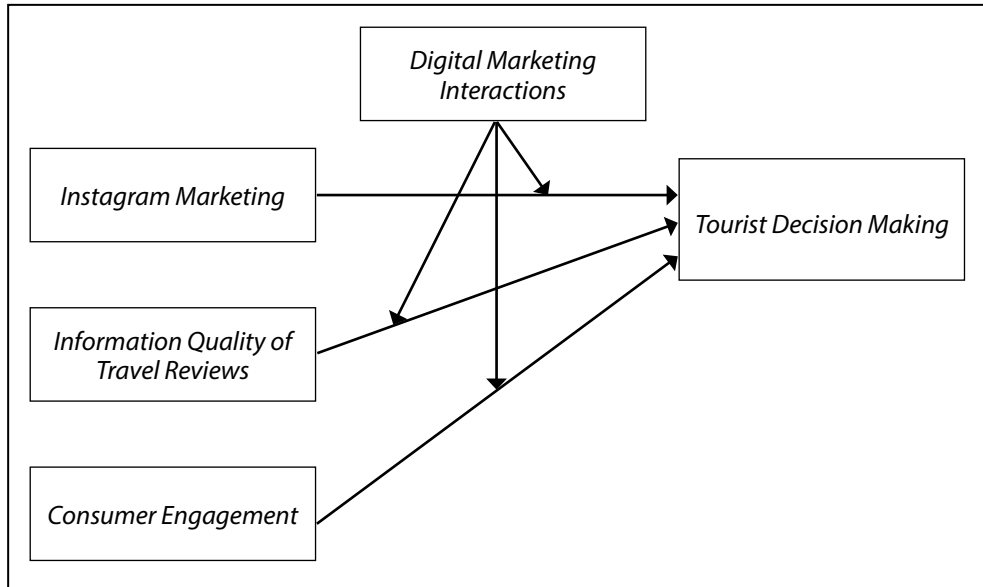 Digital Marketing
Interactions
Instagram Marketing
Tourist Decision Making
Information Quality of
Travel Reviews
Consumer Engagement